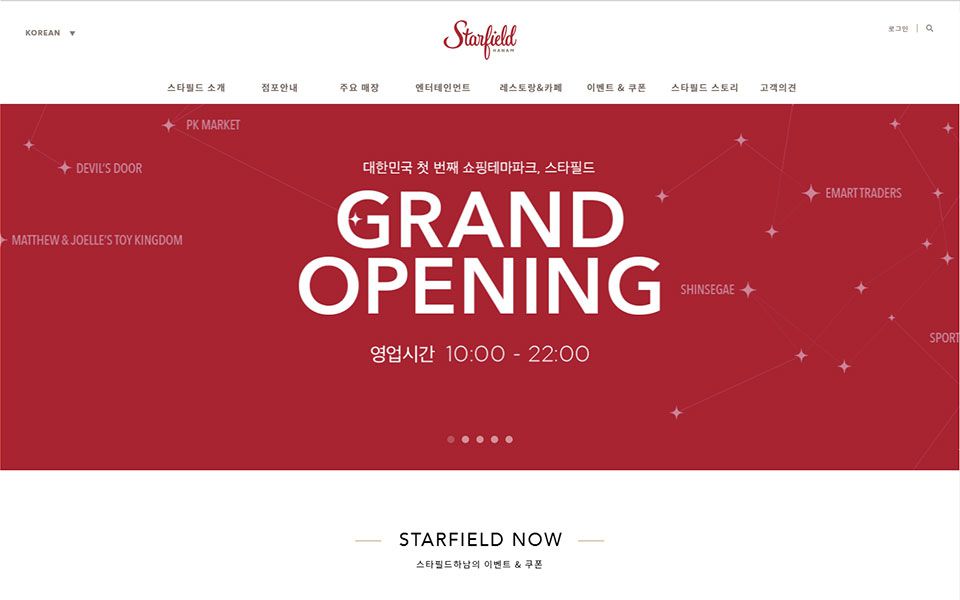 KOREAN ▼
Starfield
HANAM
로그인
스타필드 소개
점포안내
주요 매장
엔터테인먼트
레스토랑&카페
이벤트 & 쿠폰
스타필드 스토리
고객의견
PK MARKET
DEVIL'S DOOR
MATTHEW & JOELLE'S TOY KINGDOM
대한민국 첫 번째 쇼핑테마파크, 스타필드
GRAND
OPENING
영업시간 10:00 - 22:00
EMART TRADERS
SHINSEGAE
SPORT
STARFIELD NOW
스타필드하남의 이벤트 & 쿠폰